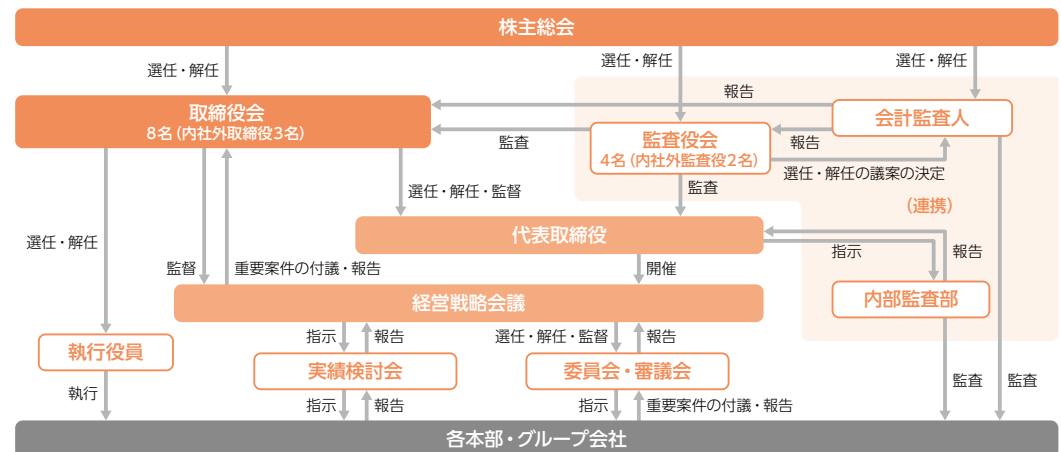 株主総会
選任・解任
選任・解任
選任・解任
報告
取締役会
8名（内社外取締役3名）
会計監査人
監査
監査役会
4名（内社外監査役2名）
報告
選任・解任の議案の決定
選任・解任・監督
監査
（連携）
代表取締役
選任・解任
監督
重要案件の付議・報告
開催
指示
報告
経営戦略会議
内部監査部
指示
報告
選任・解任・監督
報告
執行役員
実績検討会
委員会・審議会
執行
指示
報告
指示
重要案件の付議・報告
監査
監査
各本部・グループ会社